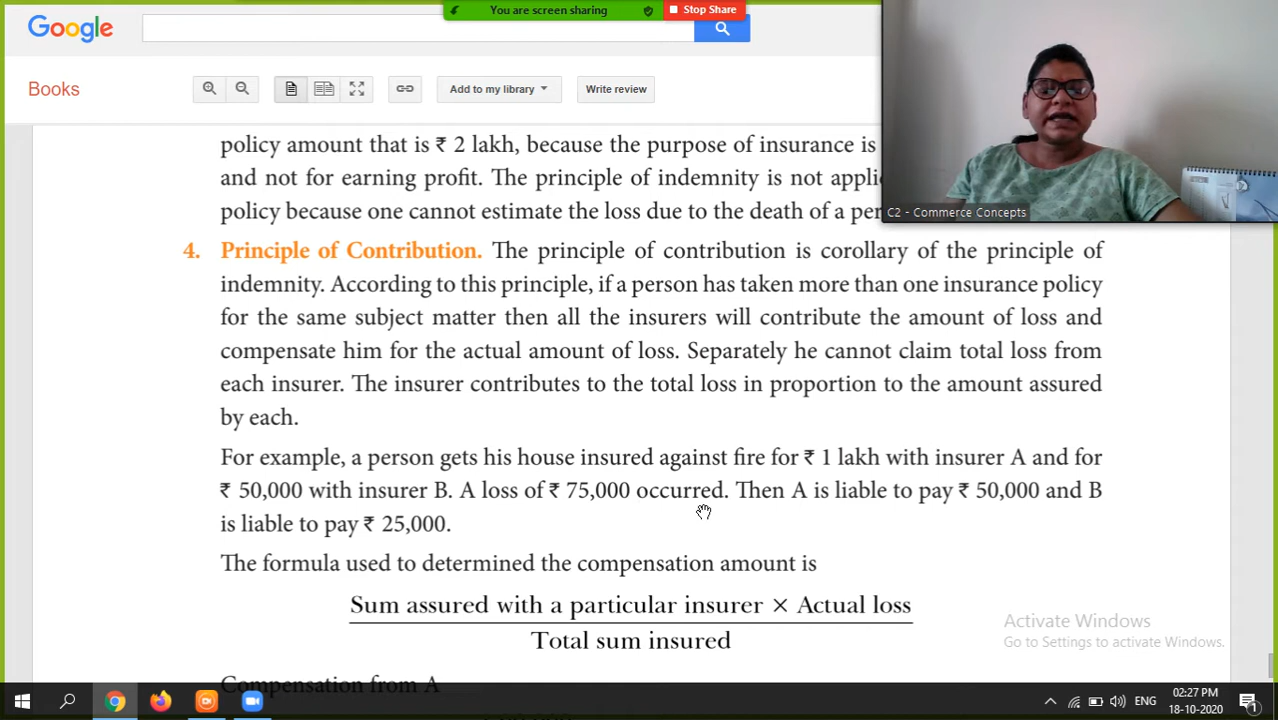 You are screen sharing
Stop Share
Google
Books
Add to my library
Write review
policy amount that is ₹ 2 lakh, because the purpose of insurance is
and not for earning profit. The principle of indemnity is not
policy because one cannot estimate the loss due to the death of a
C2 - Commerce Concepts
4. Principle of Contribution. The principle of contribution is corollary of the principle of
indemnity. According to this principle, if a person has taken more than one insurance policy
for the same subject matter then all the insurers will contribute the amount of loss and
compensate him for the actual amount of loss. Separately he cannot claim total loss from
each insurer. The insurer contributes to the total loss in proportion to the amount assured
by each.
For example, a person gets his house insured against fire for ₹ 1 lakh with insurer A and for
₹ 50,000 with insurer B. A loss of ₹ 75,000 occurred. Then A is liable to pay ₹ 50,000 and B
is liable to pay ₹ 25,000.
The formula used to determined the compensation amount is
Sum assured with a particular insurer × Actual loss
Total sum insured
Activate Windows
Go to Settings to activate Windows.
Compensation from A
ENG
02:27 PM
18-10-2020